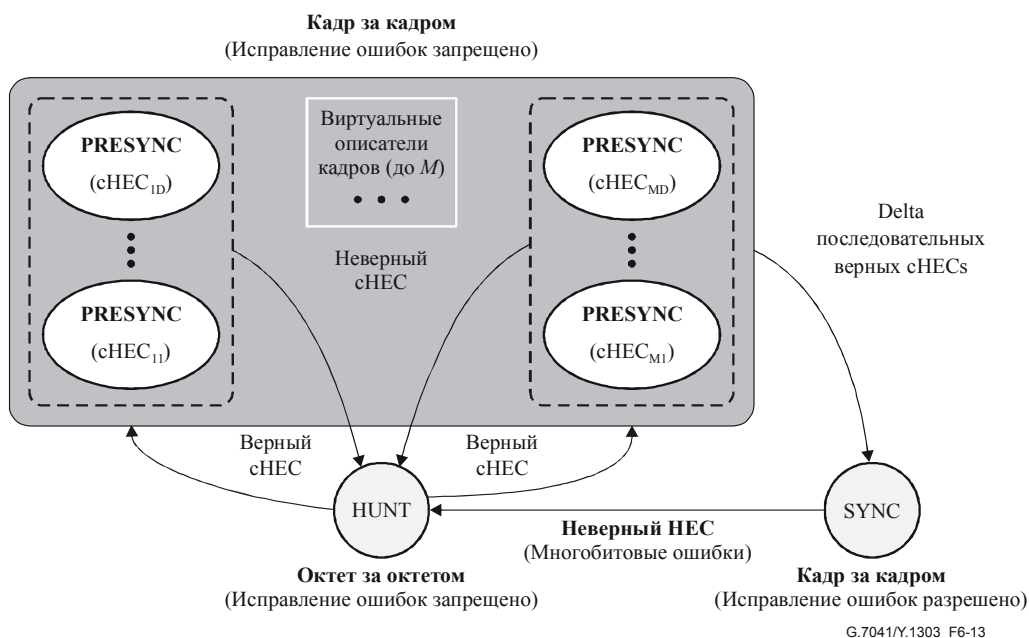 Кадр за кадром
(Исправление ошибок запрещено)
PRESYNC
(cHEC1D)
PRESYNC
(cHEC11)
Виртуальные
описатели
кадров (до M)
Неверный
cHEC
PRESYNC
(cHECMD)
PRESYNC
(cHECM1)
Delta
последовательных
верных cHECs
Верный
cHEC
Верный
cHEC
HUNT
SYNC
Неверный HEC
(Многобитовые ошибки)
Октет за октетом
(Исправление ошибок запрещено)
Кадр за кадром
(Исправление ошибок разрешено)
G.7041/Y.1303_F6-13